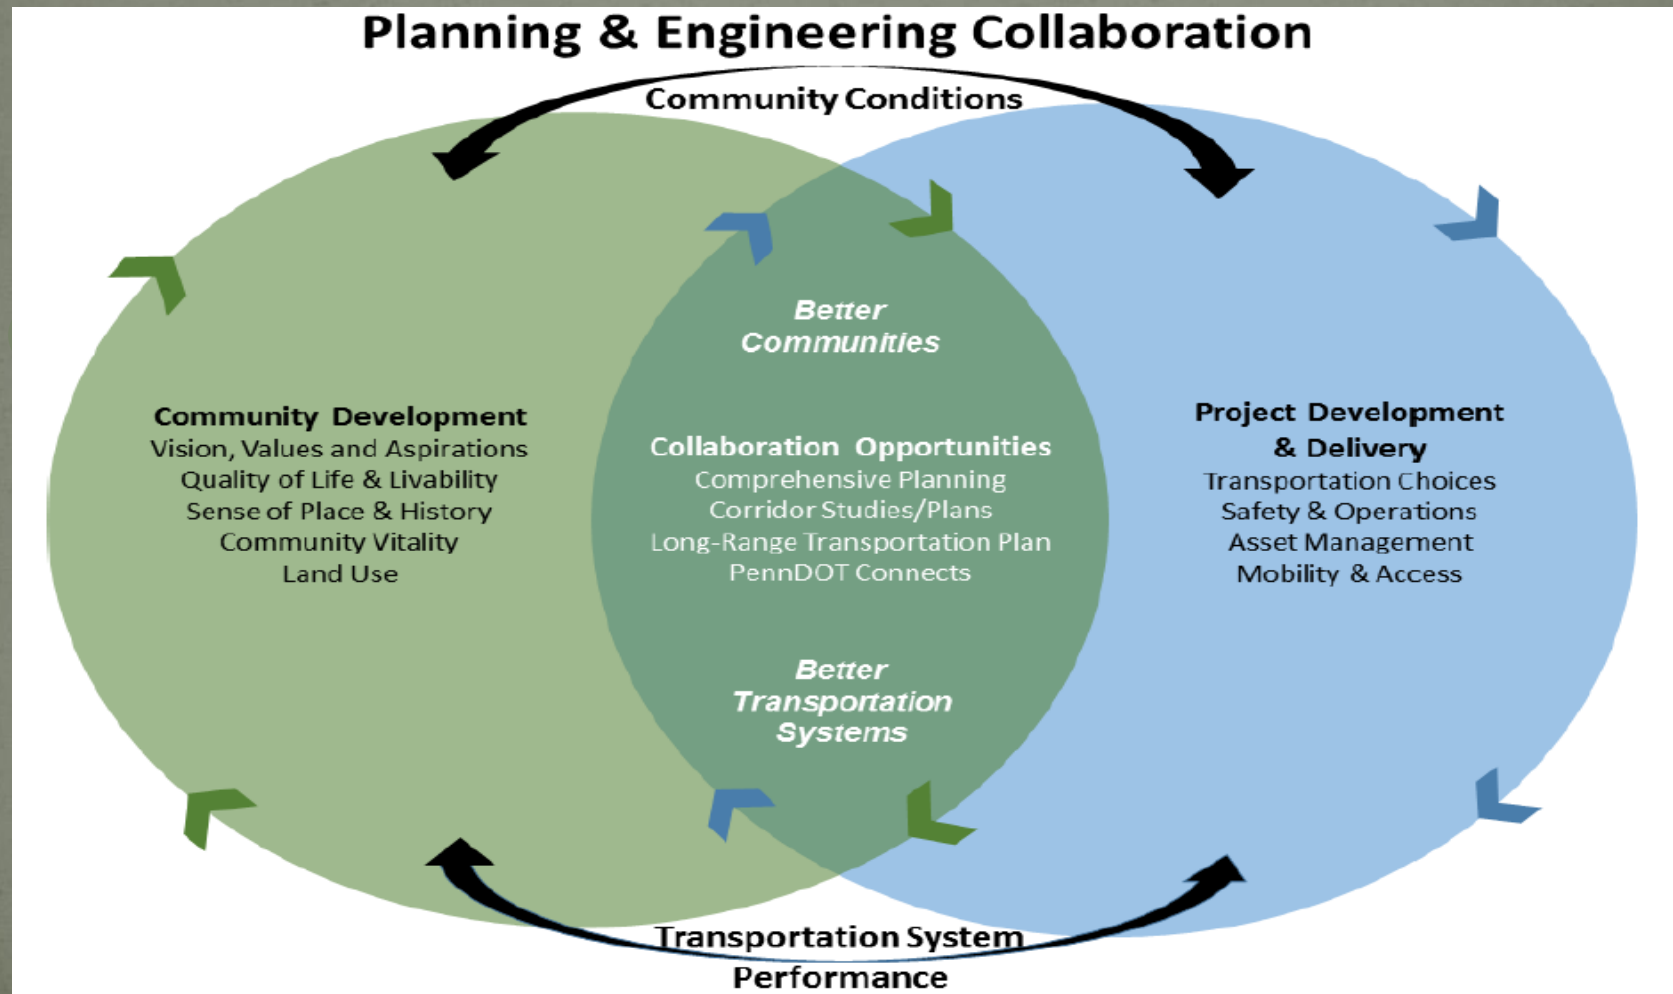 Planning & Engineering Collaboration
Community Conditions
Better
Communities
Community Development
Vision, Values and Aspirations
Quality of Life & Livability
Sense of Place & History
Community Vitality
Land Use
Collaboration Opportunities
Comprehensive Planning
Corridor Studies/Plans
Long-Range Transportation Plan
PennDOT Connects
Project Development
& Delivery
Transportation Choices
Safety & Operations
Asset Management
Mobility & Access
Better
Transportation
Systems
Transportation System
Performance